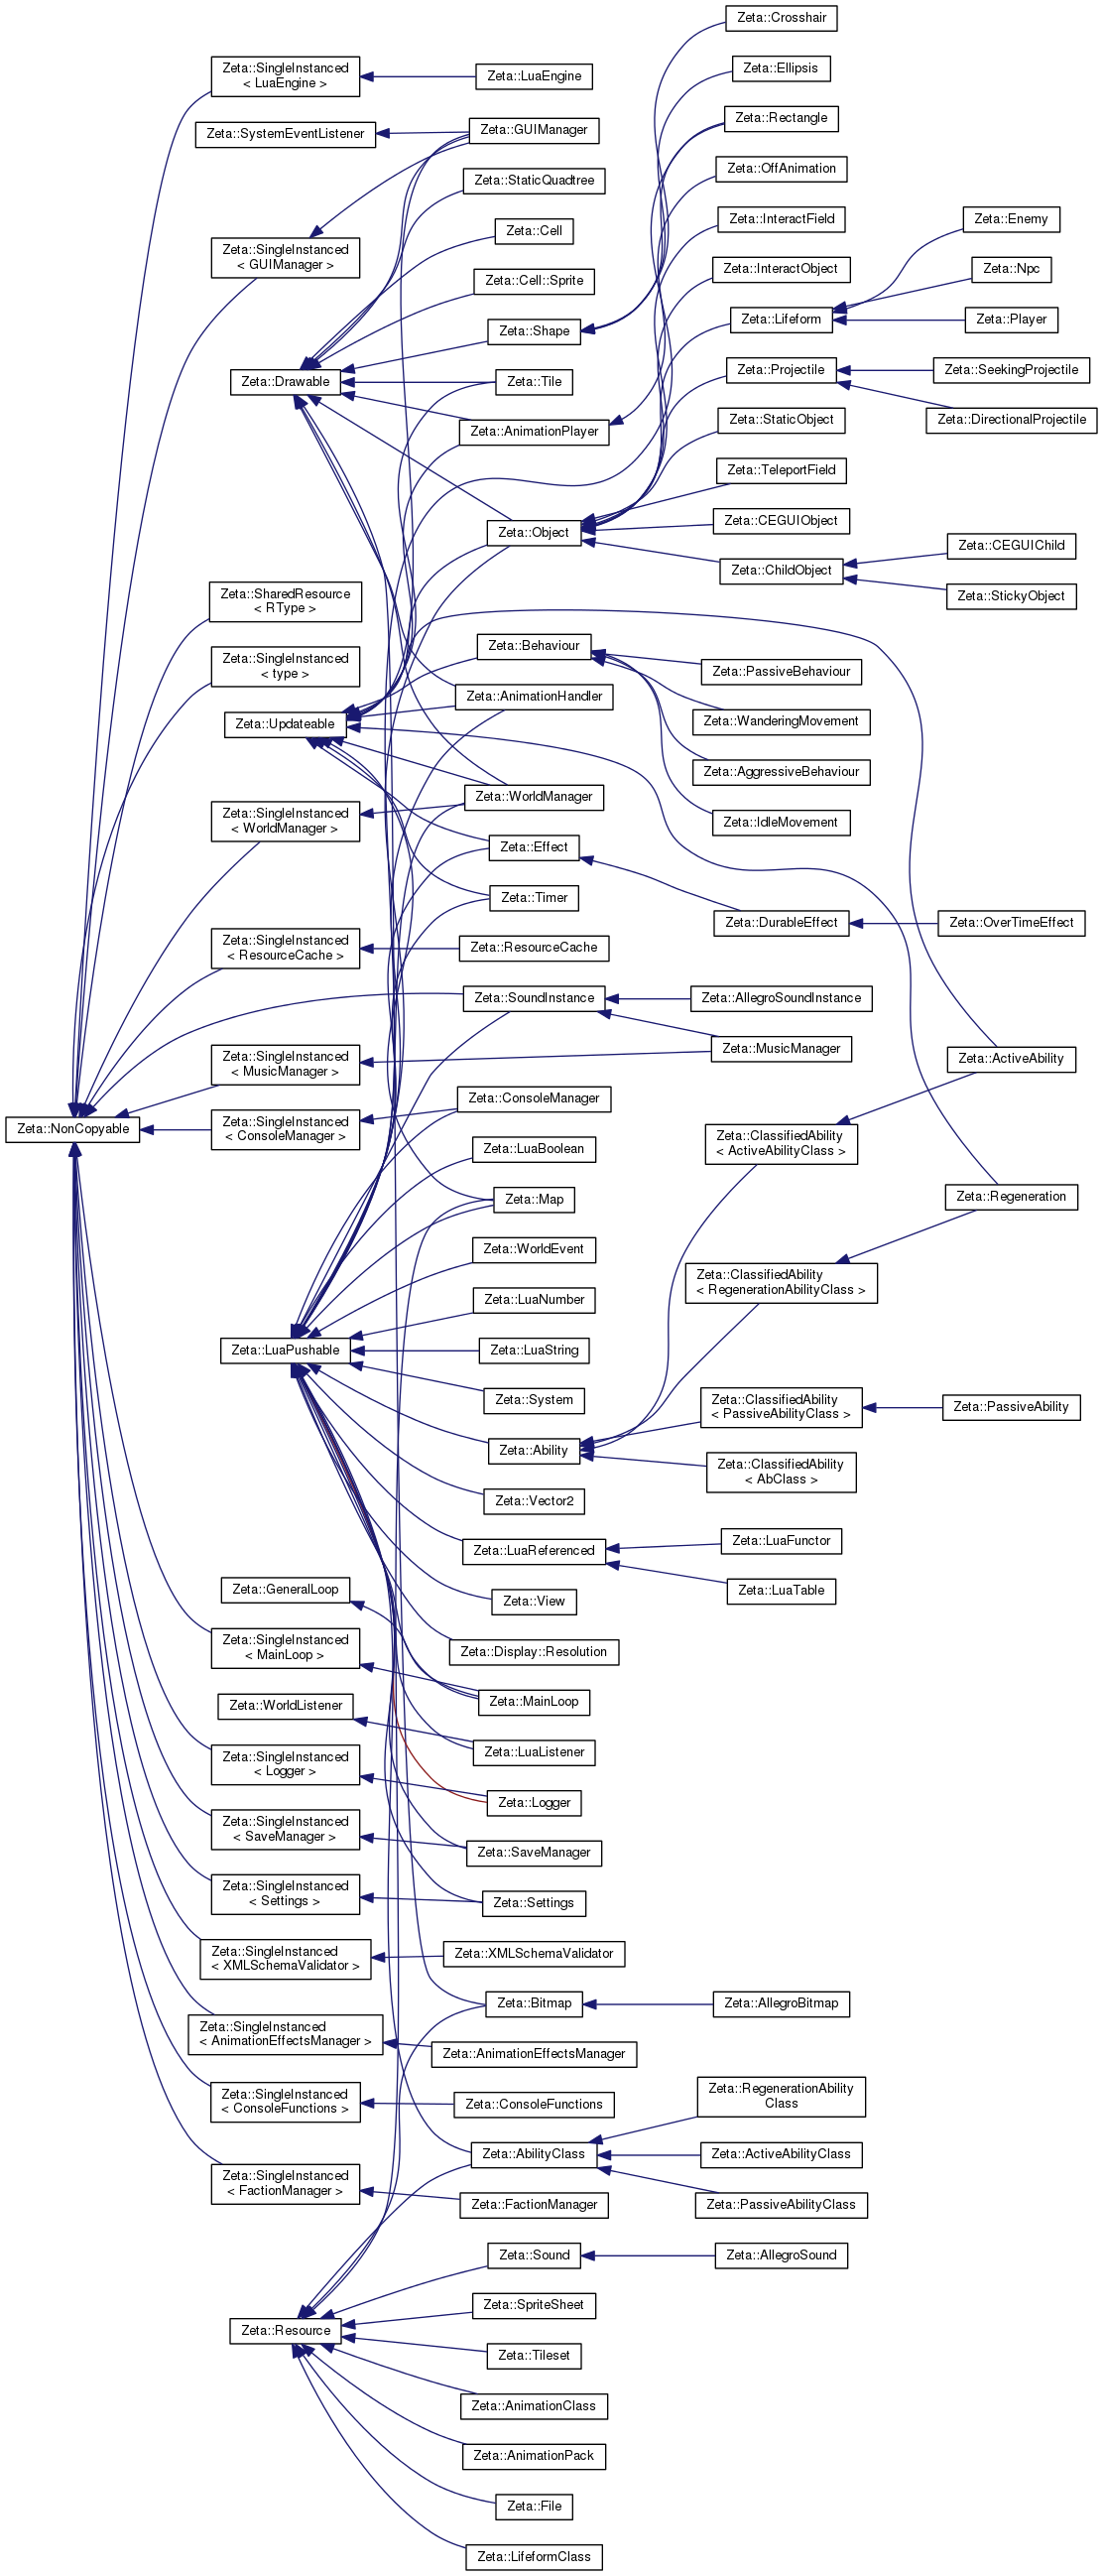 Zeta::Crosshair
Zeta::Ellipsis
Zeta::SingleInstanced
< LuaEngine >
Zeta::LuaEngine
Zeta::Rectangle
Zeta::SystemEventListener
Zeta::GUIManager
Zeta::OffAnimation
Zeta::StaticQuadtree
Zeta::InteractField
Zeta::Enemy
Zeta::Cell
Zeta::SingleInstanced
< GUIManager >
Zeta::InteractObject
Zeta::Npc
Zeta::Cell::Sprite
Zeta::Lifeform
Zeta::Player
Zeta::Shape
Zeta::Drawable
Zeta::Tile
Zeta::Projectile
Zeta::SeekingProjectile
Zeta::AnimationPlayer
Zeta::StaticObject
Zeta::DirectionalProjectile
Zeta::TeleportField
Zeta::Object
Zeta::CEGUIObject
Zeta::CEGUIChild
Zeta::ChildObject
Zeta::StickyObject
Zeta::SharedResource
< RType >
Zeta::Behaviour
Zeta::SingleInstanced
< type >
Zeta::PassiveBehaviour
Zeta::AnimationHandler
Zeta::Updateable
Zeta::WanderingMovement
Zeta::AggressiveBehaviour
Zeta::WorldManager
Zeta::SingleInstanced
< WorldManager >
Zeta::IdleMovement
Zeta::Effect
Zeta::Timer
Zeta::DurableEffect
Zeta::OverTimeEffect
Zeta::SingleInstanced
< ResourceCache >
Zeta::ResourceCache
Zeta::SoundInstance
Zeta::AllegroSoundInstance
Zeta::SingleInstanced
< MusicManager >
Zeta::MusicManager
Zeta::ActiveAbility
Zeta::ConsoleManager
Zeta::NonCopyable
Zeta::SingleInstanced
< ConsoleManager >
Zeta::LuaBoolean
Zeta::ClassifiedAbility
< ActiveAbilityClass >
Zeta::Map
Zeta::Regeneration
Zeta::WorldEvent
Zeta::ClassifiedAbility
< RegenerationAbilityClass >
Zeta::LuaNumber
Zeta::LuaPushable
Zeta::LuaString
Zeta::System
Zeta::ClassifiedAbility
< PassiveAbilityClass >
Zeta::PassiveAbility
Zeta::Ability
Zeta::ClassifiedAbility
< AbClass >
Zeta::Vector2
Zeta::LuaReferenced
Zeta::LuaFunctor
Zeta::GeneralLoop
Zeta::View
Zeta::LuaTable
Zeta::SingleInstanced
< MainLoop >
Zeta::Display::Resolution
Zeta::WorldListener
Zeta::MainLoop
Zeta::SingleInstanced
< Logger >
Zeta::LuaListener
Zeta::Logger
Zeta::SingleInstanced
< SaveManager >
Zeta::SaveManager
Zeta::SingleInstanced
< Settings >
Zeta::Settings
Zeta::SingleInstanced
< XMLSchemaValidator >
Zeta::XMLSchemaValidator
Zeta::Bitmap
Zeta::AllegroBitmap
Zeta::SingleInstanced
< AnimationEffectsManager >
Zeta::AnimationEffectsManager
Zeta::SingleInstanced
< ConsoleFunctions >
Zeta::ConsoleFunctions
Zeta::RegenerationAbility
Class
Zeta::AbilityClass
Zeta::ActiveAbilityClass
Zeta::SingleInstanced
< FactionManager >
Zeta::FactionManager
Zeta::PassiveAbilityClass
Zeta::Sound
Zeta::AllegroSound
Zeta::SpriteSheet
Zeta::Resource
Zeta::Tileset
Zeta::AnimationClass
Zeta::AnimationPack
Zeta::File
Zeta::LifeformClass